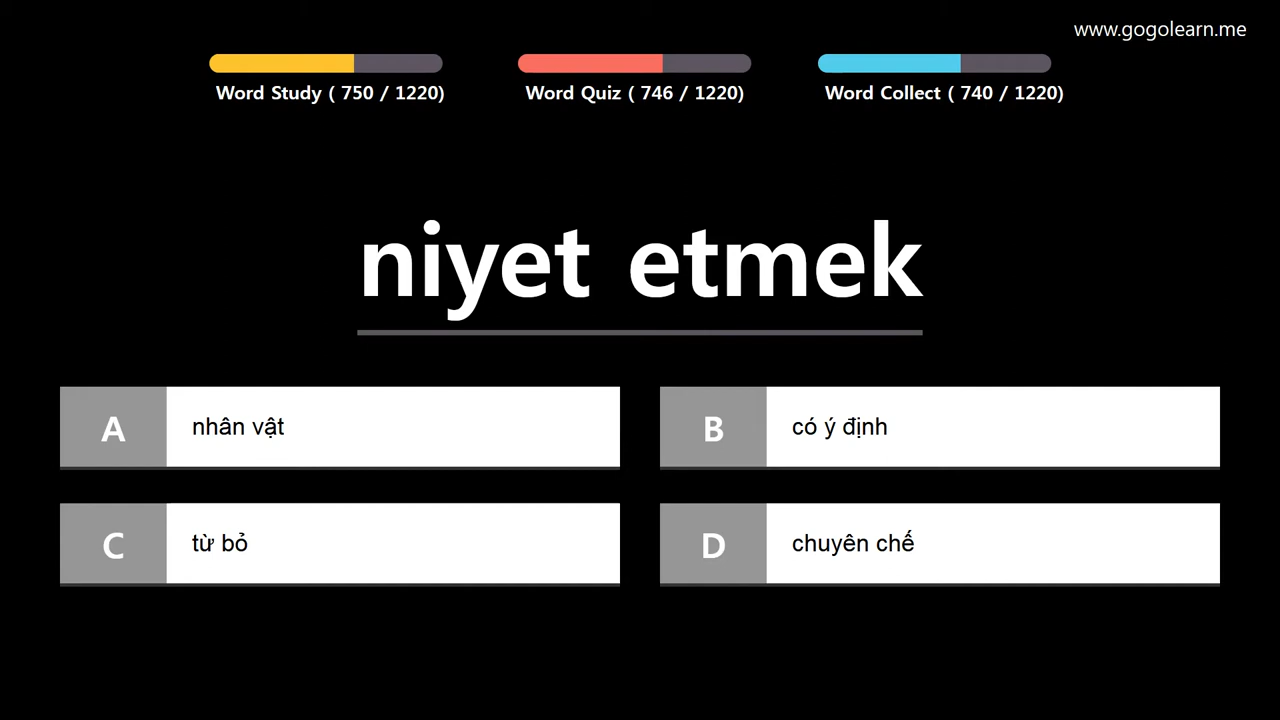 www.gogolearn.me
Word Study ( 750 / 1220)
Word Quiz ( 746 / 1220)
Word Collect ( 740 / 1220)
niyet etmek
A nhân vật
B có ý định
C từ bỏ
D chuyên chế